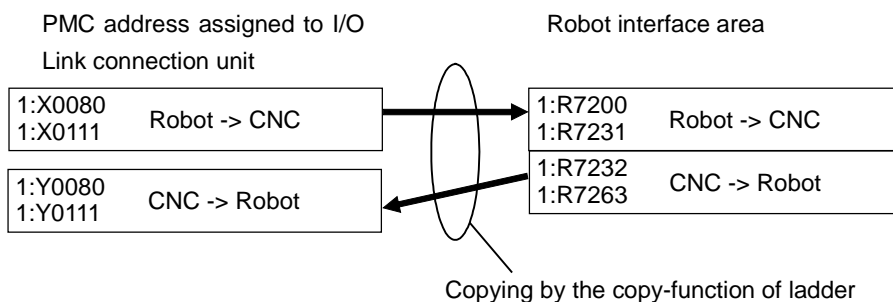 PMC address assigned to I/O
Link connection unit
Robot interface area
1:X0080
1:X0111
Robot -> CNC
1:R7200
1:R7231
Robot -> CNC
1:Y0080
1:Y0111
CNC -> Robot
1:R7232
1:R7263
CNC -> Robot
Copying by the copy-function of ladder